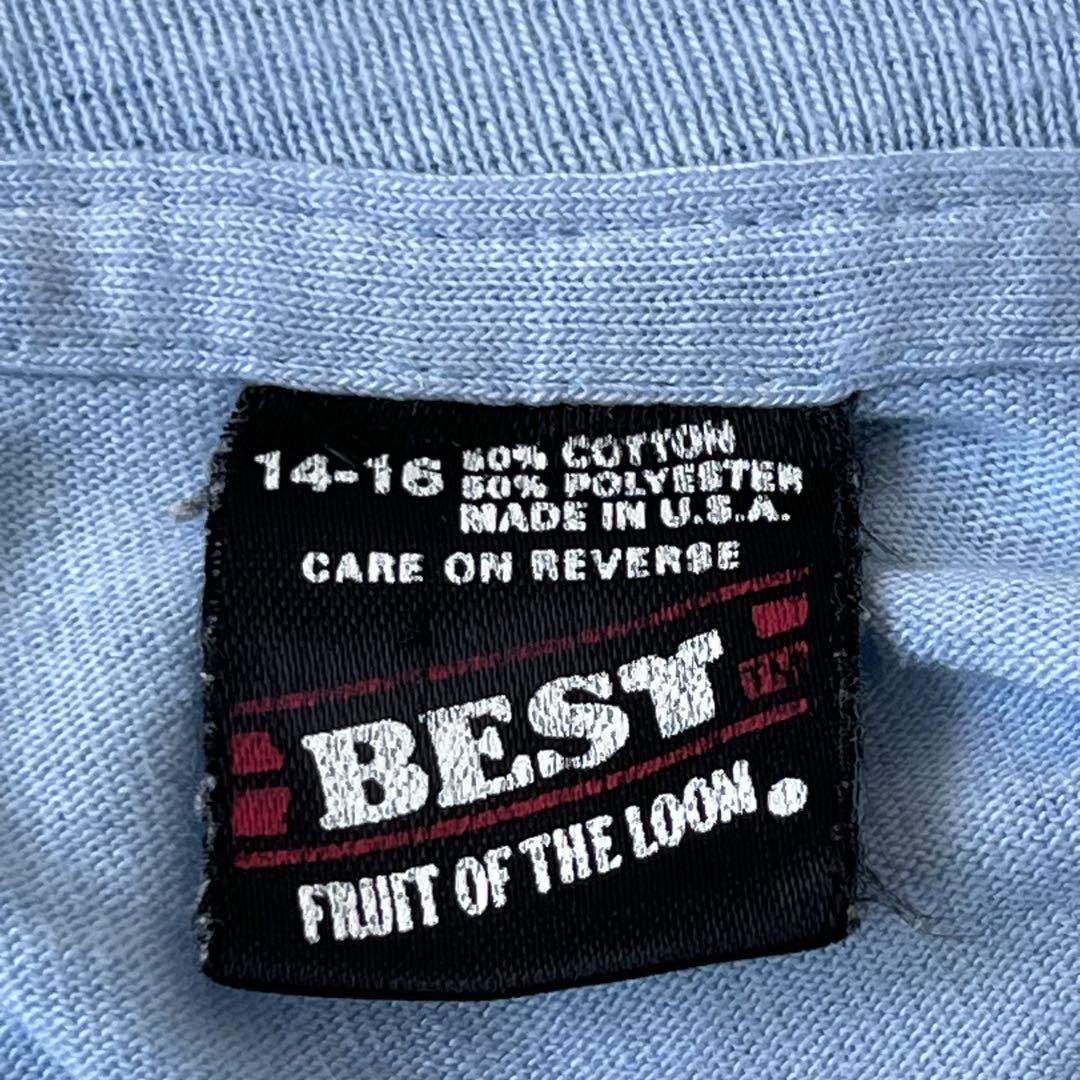 14-16
50% COTTON
50% POLYESTER
MADE IN U.S.A.
CARE ON REVERSE
BEST
FRUIT OF THE LOOM